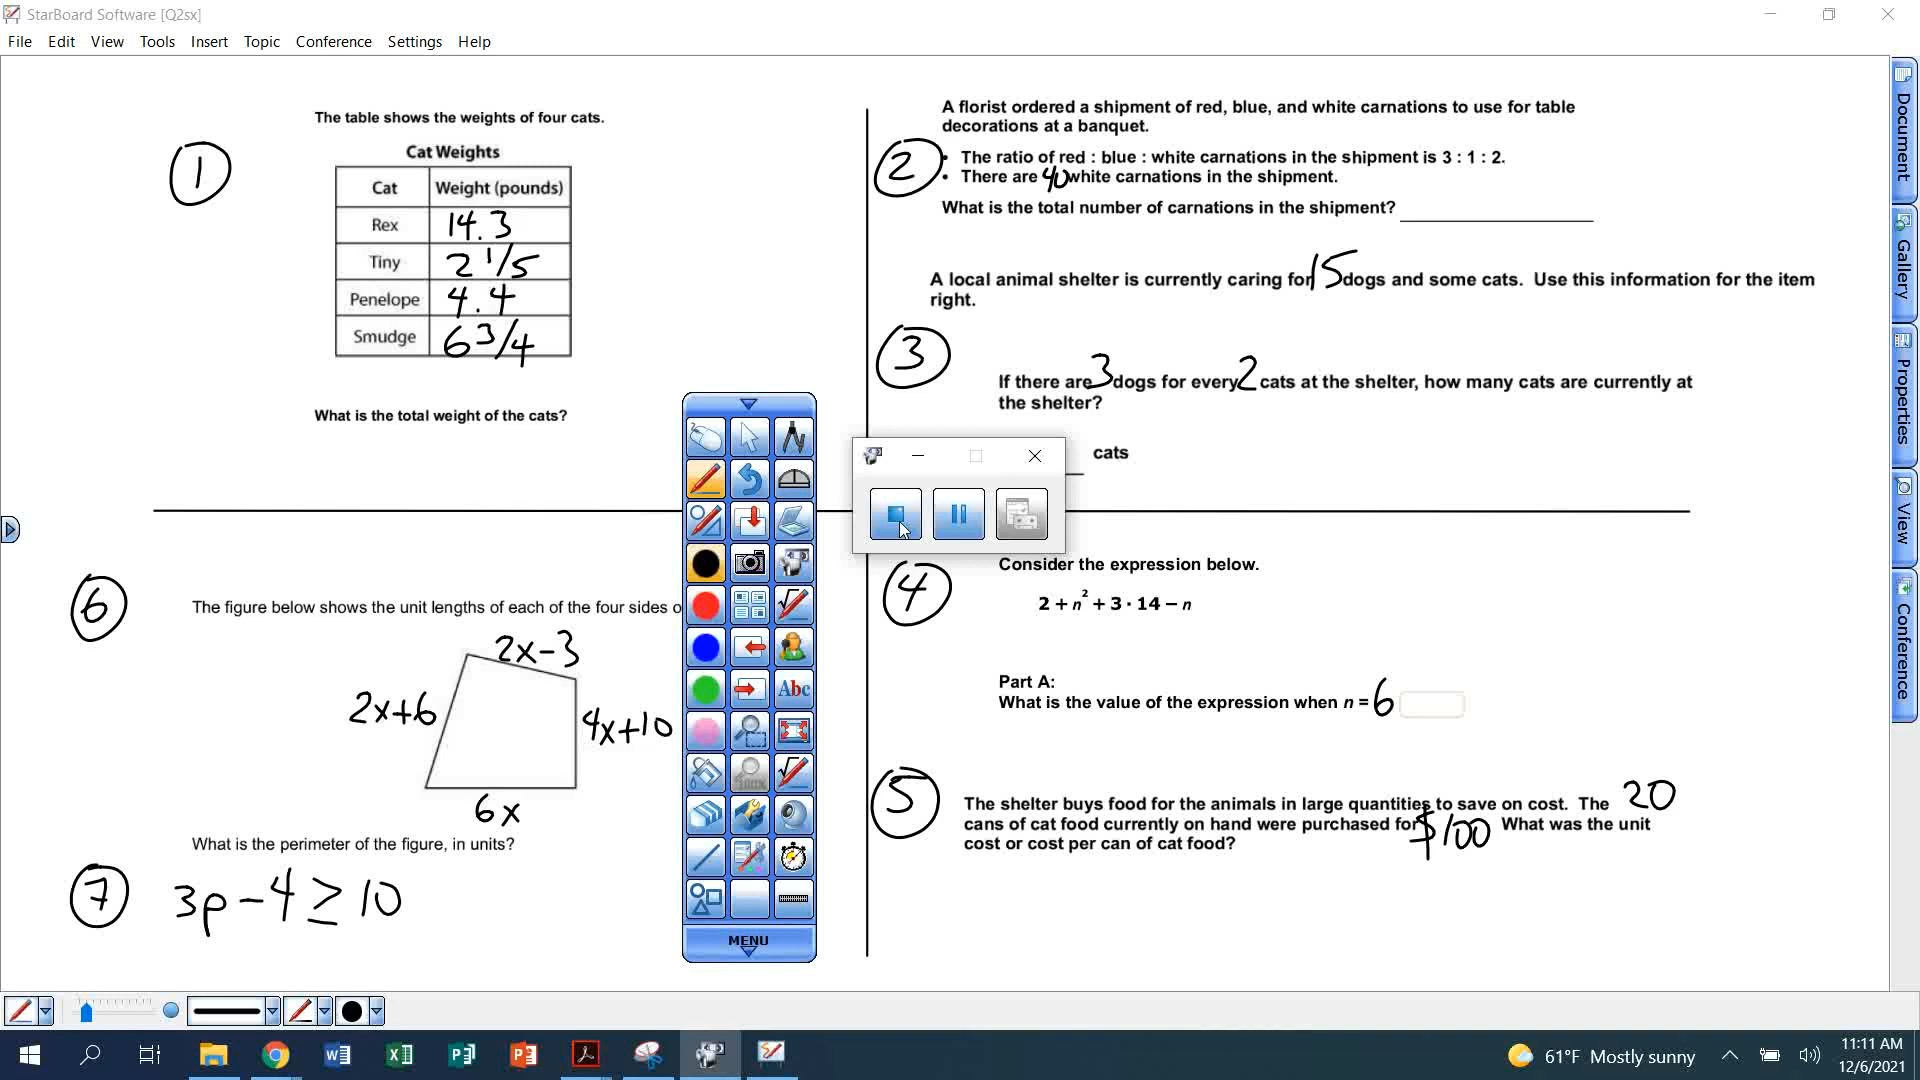 StarBoard Software [Q2sx]
File Edit View Tools Insert Topic Conference Settings Help
1
The table shows the weights of four cats.
Cat Weights
Cat Weight (pounds)
Rex 14.3
Tiny 2 1/5
Penelope 4.4
Smudge 6 3/4
What is the total weight of the cats?
2
A florist ordered a shipment of red, blue, and white carnations to use for table
decorations at a banquet.
• The ratio of red : blue : white carnations in the shipment is 3 : 1 : 2.
• There are 40 white carnations in the shipment.
What is the total number of carnations in the shipment?
A local animal shelter is currently caring for 15 dogs and some cats. Use this information for the item
right.
3
If there are 3 dogs for every 2 cats at the shelter, how many cats are currently at
the shelter?
cats
6
The figure below shows the unit lengths of each of the four sides o
2x-3
2x+6
4x+10
6x
What is the perimeter of the figure, in units?
7
3p-4≥10
4
Consider the expression below.
2 + n² + 3 · 14 − n
Part A:
What is the value of the expression when n = 6
5
The shelter buys food for the animals in large quantities to save on cost. The 20
cans of cat food currently on hand were purchased for $100 What was the unit
cost or cost per can of cat food?
Abc
MENU
Document
Gallery
Properties
View
Conference
61°F Mostly sunny
11:11 AM
12/6/2021